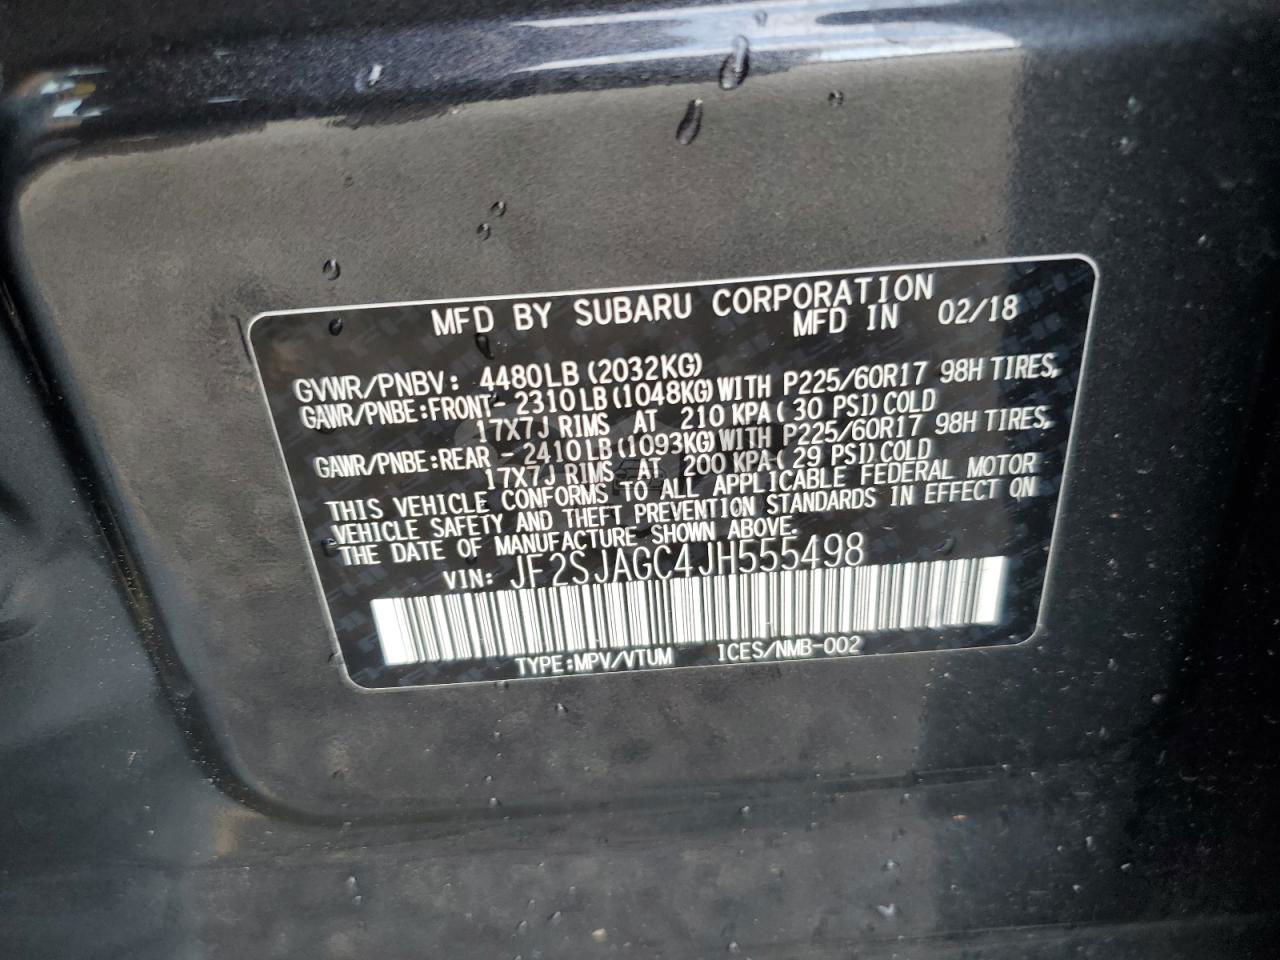 MFD BY SUBARU CORPORATION
MFD IN 02/18
GVWR/PNBV: 4480LB (2032KG)
GAWR/PNBE:FRONT- 2310LB(1048KG)WITH P225/60R17 98H TIRES,
17X7J RIMS AT 210 KPA( 30 PSI)COLD
GAWR/PNBE:REAR - 2410LB(1093KG)WITH P225/60R17 98H TIRES,
17X7J RIMS AT 200 KPA( 29 PSI)COLD
THIS VEHICLE CONFORMS TO ALL APPLICABLE FEDERAL MOTOR
VEHICLE SAFETY AND THEFT PREVENTION STANDARDS IN EFFECT ON
THE DATE OF MANUFACTURE SHOWN ABOVE.
VIN: JF2SJAGC4JH555498
TYPE:MPV/VTUM ICES/NMB-002